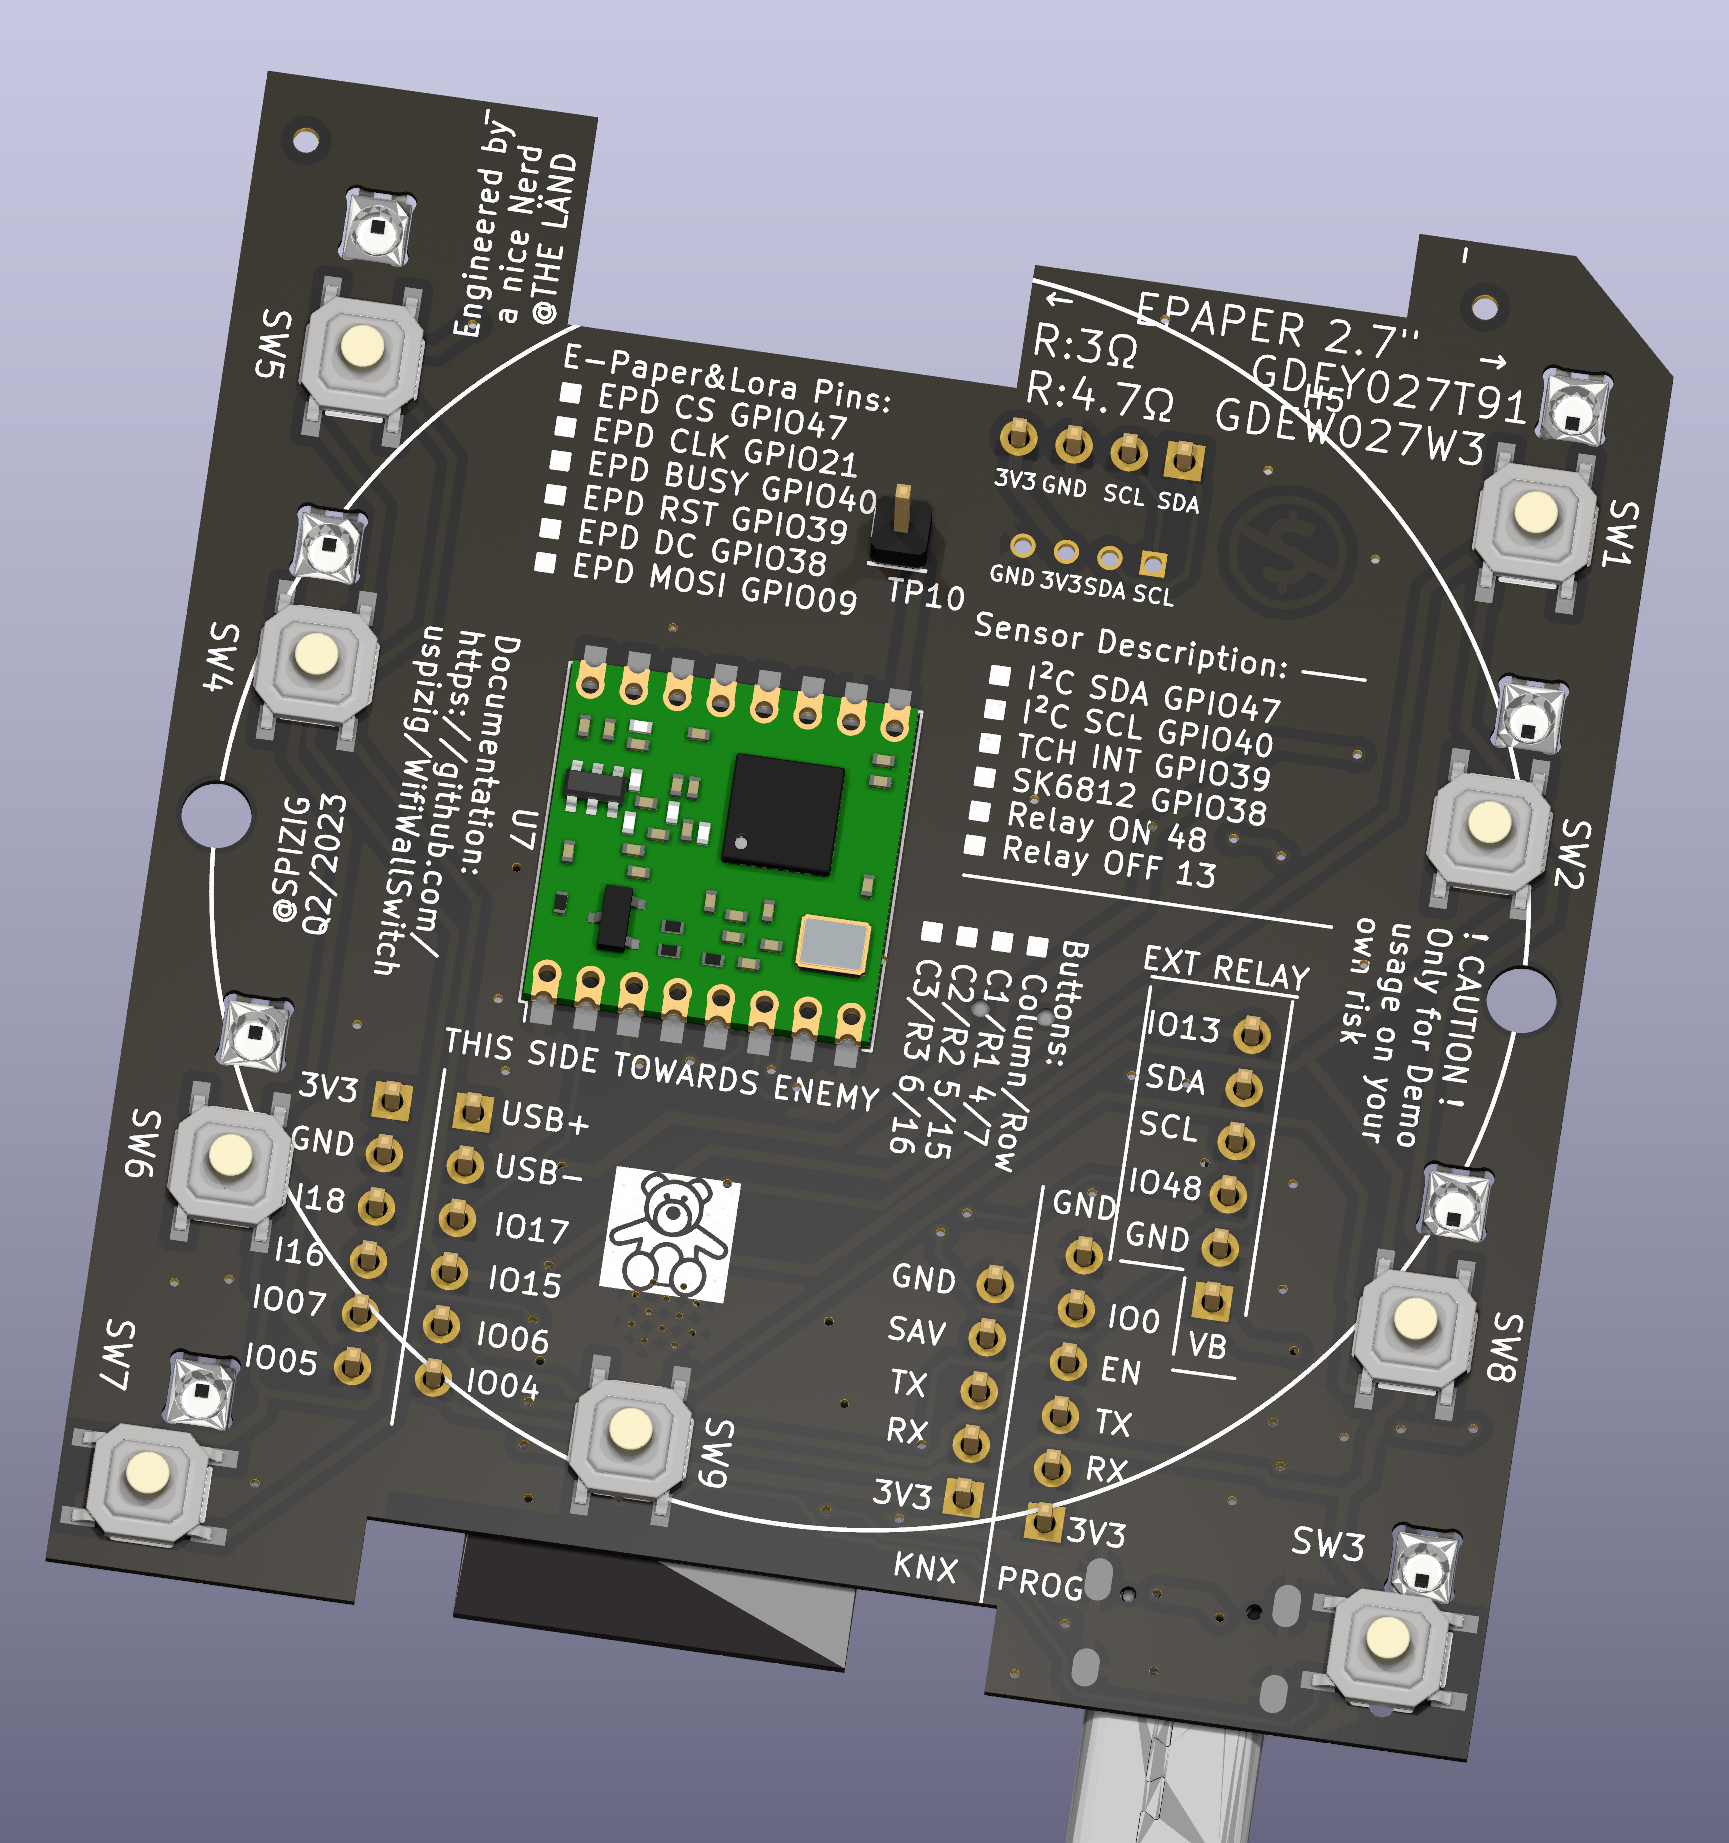 Engineered by
a nice Nerd
@THE LÄND
SW5
E-Paper&Lora Pins:
EPD CS GPIO47
EPD CLK GPIO21
EPD BUSY GPIO40
EPD RST GPIO39
EPD DC GPIO38
EPD MOSI GPIO09
TP10
← EPAPER 2.7"
R:3Ω GDEY027T91 →
R:4.7Ω GDEW027W3
H5
3V3 GND SCL SDA
GND 3V3 SDA SCL
SW1
SW4
Documentation:
https://github.com/
uspizig/WifiWallSwitch
U7
Q2/2023
@SPIZIG
Sensor Description:
I²C SDA GPIO47
I²C SCL GPIO40
TCH INT GPIO39
SK6812 GPIO38
Relay ON 48
Relay OFF 13
SW2
Buttons:
Column/Row
C1/R1 4/7
C2/R2 5/15
C3/R3 6/16
! CAUTION !
Only for Demo
usage on your
own risk
THIS SIDE TOWARDS ENEMY
EXT RELAY
IO13
SDA
SCL
IO48
GND
VB
SW6
3V3
GND
I18
I16
IO07
IO05
USB+
USB-
IO17
IO15
IO06
IO04
SW7
SW9
GND
SAV
TX
RX
3V3
KNX
GND
IO0
EN
TX
RX
3V3
PROG
SW8
SW3